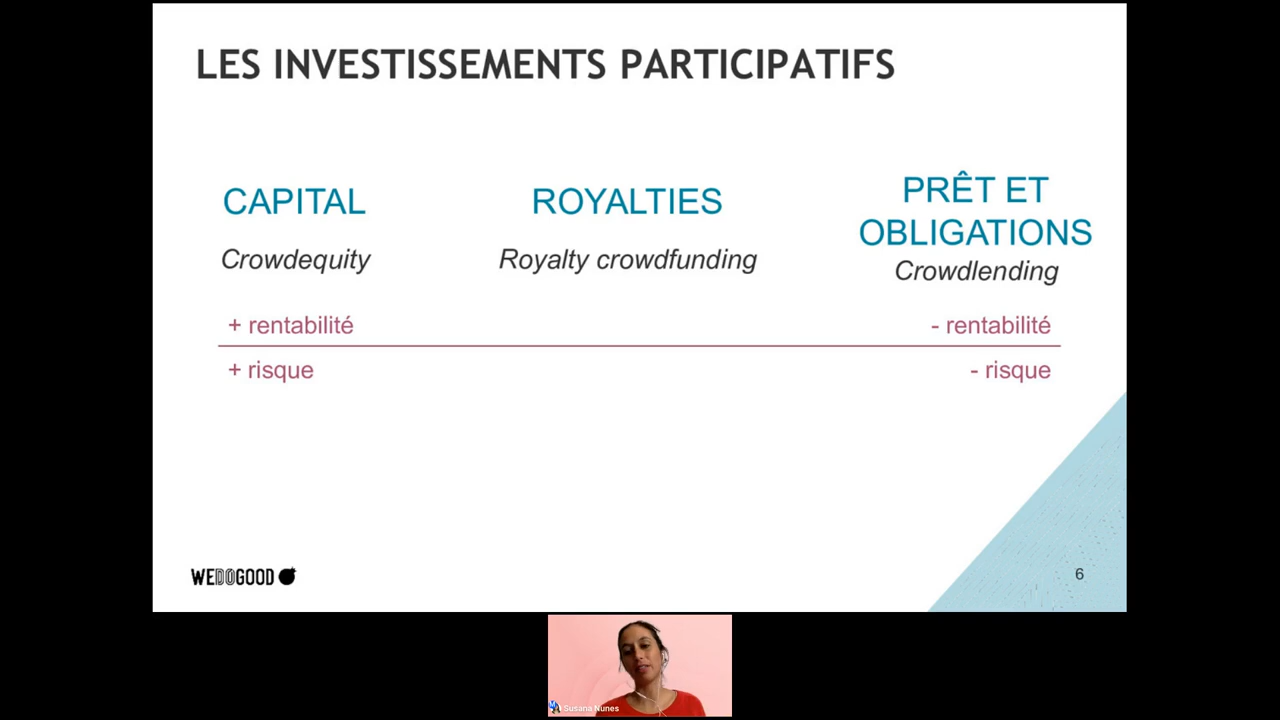 LES INVESTISSEMENTS PARTICIPATIFS
CAPITAL
Crowdequity
ROYALTIES
Royalty crowdfunding
PRÊT ET
OBLIGATIONS
Crowdlending
+ rentabilité
- rentabilité
+ risque
- risque
WEDOGOOD
6
Susana Nunes